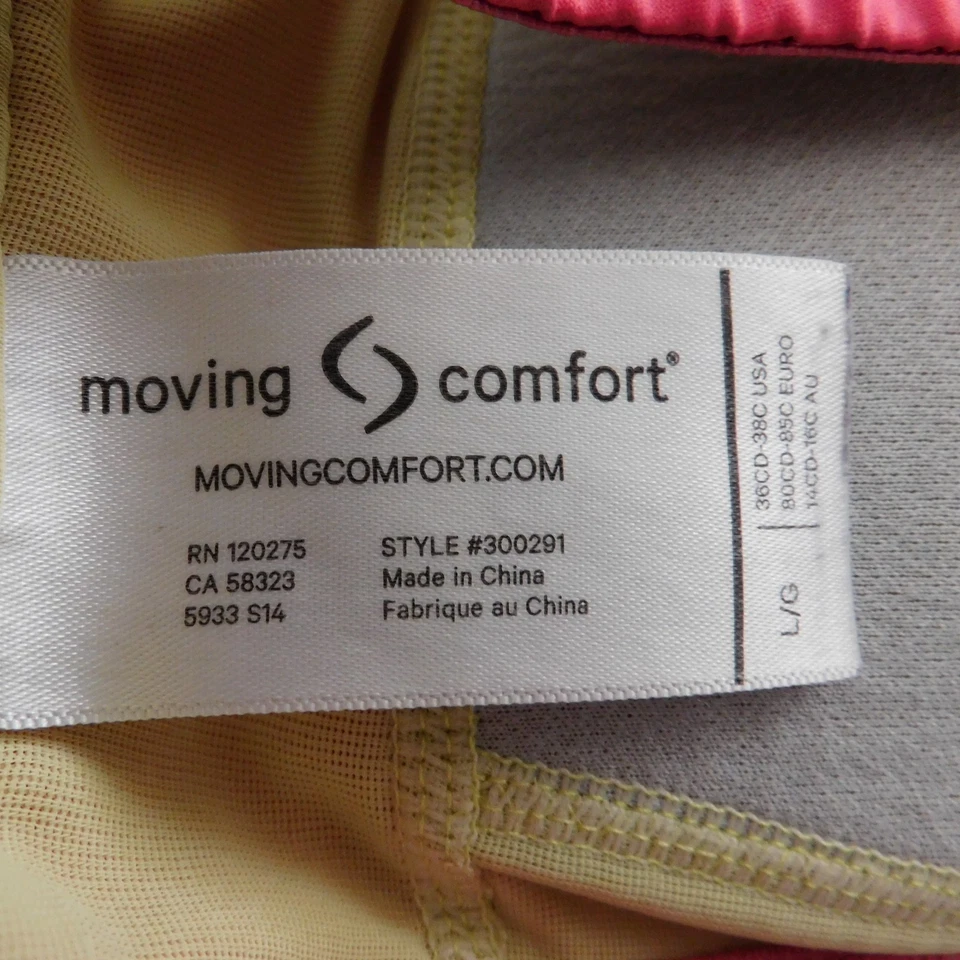 moving comfort®
MOVINGCOMFORT.COM
RN 120275
CA 58323
5933 S14
STYLE #300291
Made in China
Fabrique au China
L/G
36CD-38C USA
80CD-85C EURO
14CD-16C AU